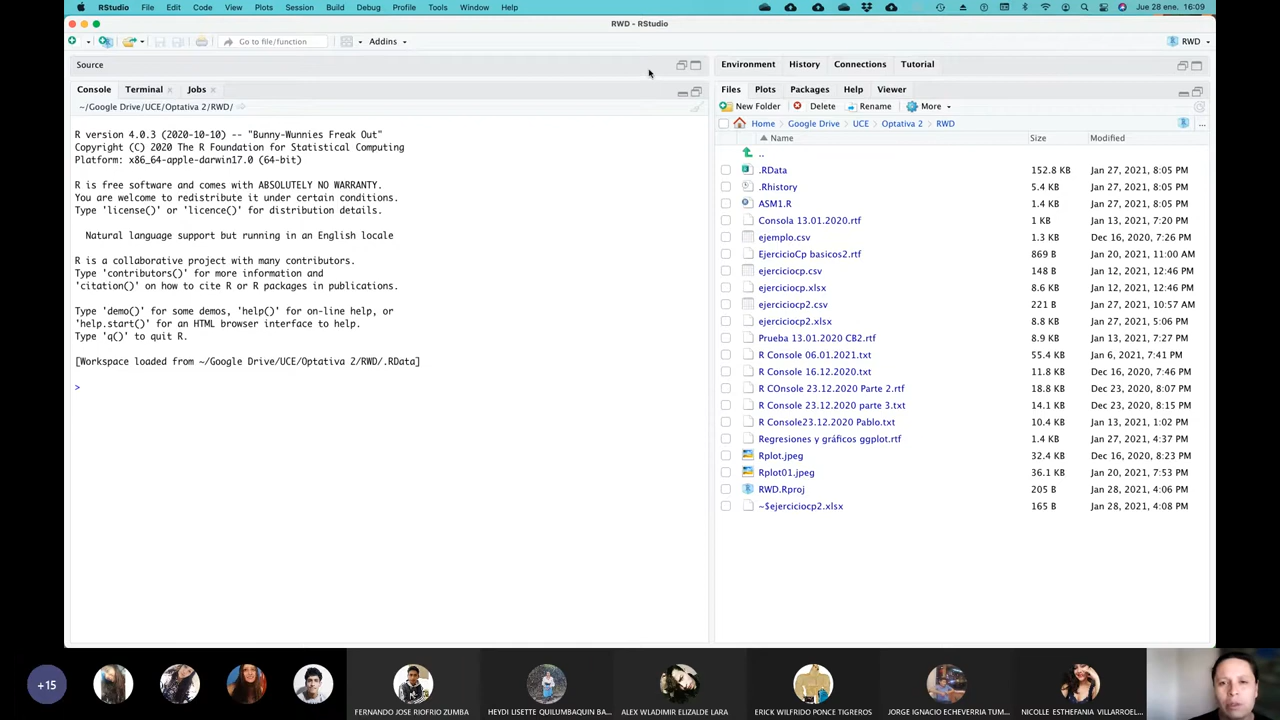 RStudio File Edit Code View Plots Session Build Debug Profile Tools Window Help
Jue 28 ene. 16:09
RWD - RStudio
Go to file/function
Addins
RWD
Source
Console Terminal Jobs
~/Google Drive/UCE/Optativa 2/RWD/
R version 4.0.3 (2020-10-10) -- "Bunny-Wunnies Freak Out"
Copyright (C) 2020 The R Foundation for Statistical Computing
Platform: x86_64-apple-darwin17.0 (64-bit)
R is free software and comes with ABSOLUTELY NO WARRANTY.
You are welcome to redistribute it under certain conditions.
Type 'license()' or 'licence()' for distribution details.
Natural language support but running in an English locale
R is a collaborative project with many contributors.
Type 'contributors()' for more information and
'citation()' on how to cite R or R packages in publications.
Type 'demo()' for some demos, 'help()' for on-line help, or
'help.start()' for an HTML browser interface to help.
Type 'q()' to quit R.
[Workspace loaded from ~/Google Drive/UCE/Optativa 2/RWD/.RData]
>
Environment History Connections Tutorial
Files Plots Packages Help Viewer
New Folder Delete Rename More
Home Google Drive UCE Optativa 2 RWD ...
Name Size Modified
..
.RData 152.8 KB Jan 27, 2021, 8:05 PM
.Rhistory 5.4 KB Jan 27, 2021, 8:05 PM
ASM1.R 1.4 KB Jan 27, 2021, 8:05 PM
Consola 13.01.2020.rtf 1 KB Jan 13, 2021, 7:20 PM
ejemplo.csv 1.3 KB Dec 16, 2020, 7:26 PM
EjercicioCp basicos2.rtf 869 B Jan 20, 2021, 11:00 AM
ejerciciocp.csv 148 B Jan 12, 2021, 12:46 PM
ejerciciocp.xlsx 8.6 KB Jan 12, 2021, 12:46 PM
ejerciciocp2.csv 221 B Jan 27, 2021, 10:57 AM
ejerciciocp2.xlsx 8.8 KB Jan 27, 2021, 5:06 PM
Prueba 13.01.2020 CB2.rtf 8.9 KB Jan 13, 2021, 7:27 PM
R Console 06.01.2021.txt 55.4 KB Jan 6, 2021, 7:41 PM
R Console 16.12.2020.txt 11.8 KB Dec 16, 2020, 7:46 PM
R COnsole 23.12.2020 Parte 2.rtf 18.8 KB Dec 23, 2020, 8:07 PM
R Console 23.12.2020 parte 3.txt 14.1 KB Dec 23, 2020, 8:15 PM
R Console23.12.2020 Pablo.txt 10.4 KB Jan 13, 2021, 1:02 PM
Regresiones y gráficos ggplot.rtf 1.4 KB Jan 27, 2021, 4:37 PM
Rplot.jpeg 32.4 KB Dec 16, 2020, 8:23 PM
Rplot01.jpeg 36.1 KB Jan 20, 2021, 7:53 PM
RWD.Rproj 205 B Jan 28, 2021, 4:06 PM
~$ejerciciocp2.xlsx 165 B Jan 28, 2021, 4:08 PM
+15
FERNANDO JOSE RIOFRIO ZUMBA
HEYDI LISETTE QUILUMBAQUIN BA...
ALEX WLADIMIR ELIZALDE LARA
ERICK WILFRIDO PONCE TIGREROS
JORGE IGNACIO ECHEVERRIA TUM...
NICOLLE ESTHEFANIA VILLARROEL...